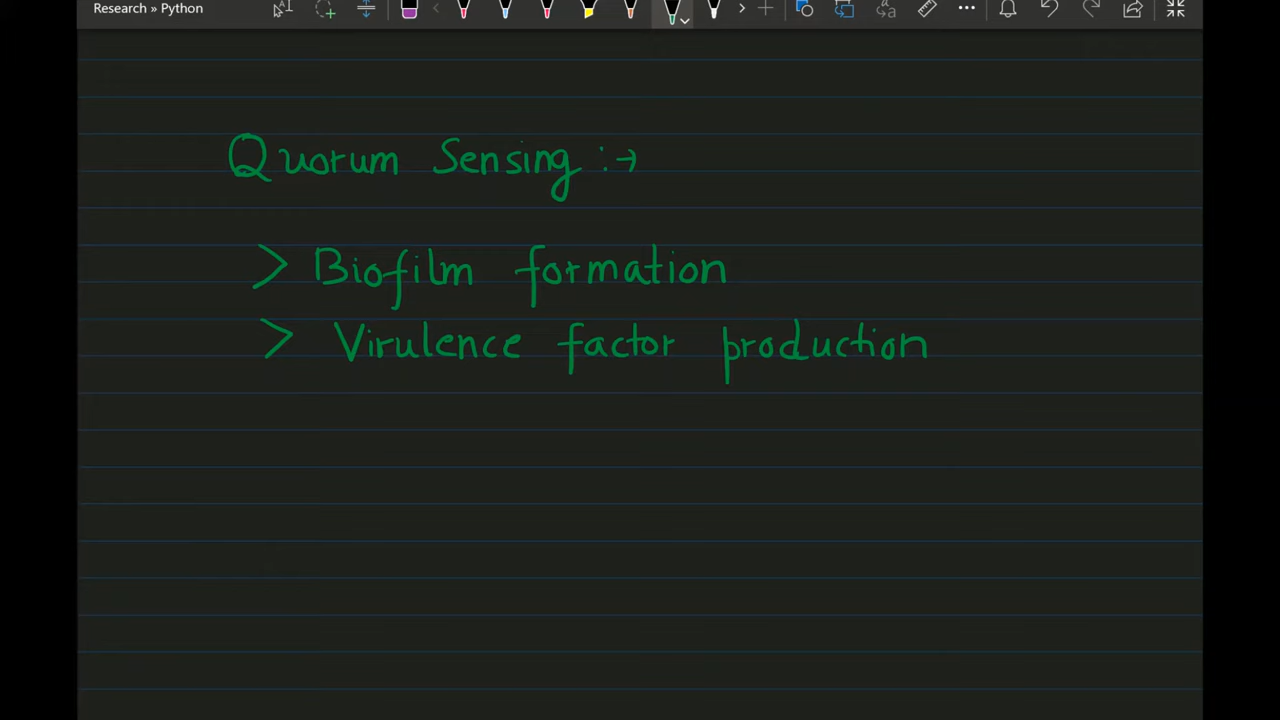 Research » Python
Quorum Sensing :→
> Biofilm formation
> Virulence factor production